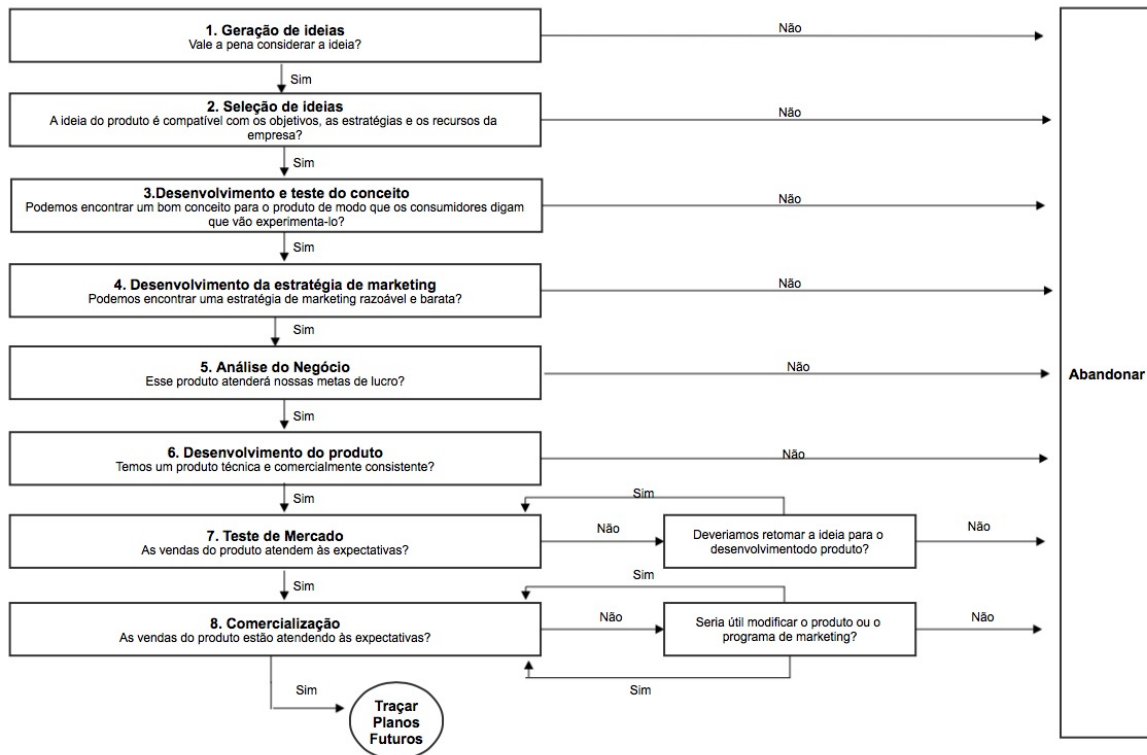 1. Geração de ideias
Vale a pena considerar a ideia?
Não
Sim
2. Seleção de ideias
A ideia do produto é compatível com os objetivos, as estratégias e os recursos da
empresa?
Não
Sim
3.Desenvolvimento e teste do conceito
Podemos encontrar um bom conceito para o produto de modo que os consumidores digam
que vão experimenta-lo?
Não
Sim
4. Desenvolvimento da estratégia de marketing
Podemos encontrar uma estratégia de marketing razoável e barata?
Não
Sim
5. Análise do Negócio
Esse produto atenderá nossas metas de lucro?
Não
Abandonar
Sim
6. Desenvolvimento do produto
Temos um produto técnica e comercialmente consistente?
Não
Sim
Sim
7. Teste de Mercado
As vendas do produto atendem às expectativas?
Não
Deveriamos retomar a ideia para o
desenvolvimentodo produto?
Não
Sim
Sim
8. Comercialização
As vendas do produto estão atendendo às expectativas?
Não
Seria útil modificar o produto ou o
programa de marketing?
Não
Sim
Sim
Traçar
Planos
Futuros